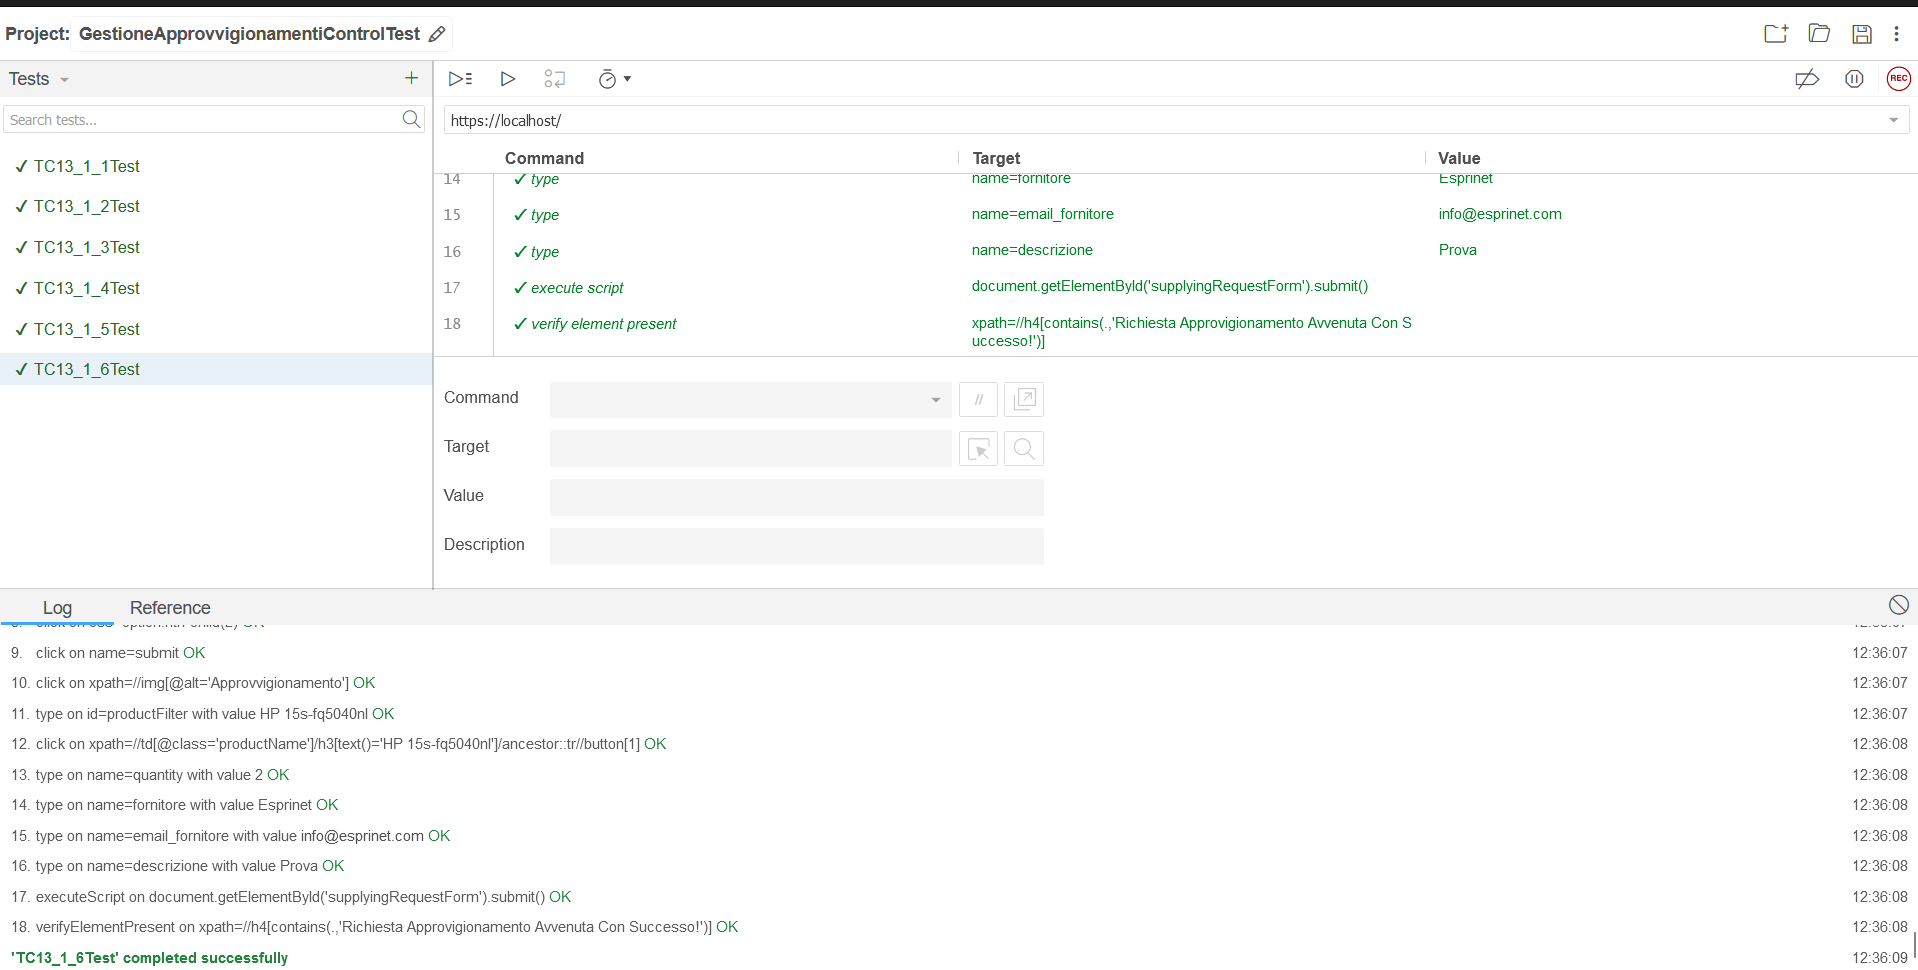 Project: GestioneApprovvigionamentiControlTest
Tests
REC
Search tests...
https://localhost/
Command Target Value
✓ TC13_1_1Test
✓ TC13_1_2Test
✓ TC13_1_3Test
✓ TC13_1_4Test
✓ TC13_1_5Test
✓ TC13_1_6Test
14 ✓ type name=fornitore Esprinet
15 ✓ type name=email_fornitore info@esprinet.com
16 ✓ type name=descrizione Prova
17 ✓ execute script document.getElementById('supplyingRequestForm').submit()
18 ✓ verify element present xpath=//h4[contains(.,'Richiesta Approvigionamento Avvenuta Con S
uccesso!')]
Command //
Target
Value
Description
Log Reference
9. click on name=submit OK 12:36:07
10. click on xpath=//img[@alt='Approvvigionamento'] OK 12:36:07
11. type on id=productFilter with value HP 15s-fq5040nl OK 12:36:07
12. click on xpath=//td[@class='productName']/h3[text()='HP 15s-fq5040nl']/ancestor::tr//button[1] OK 12:36:08
13. type on name=quantity with value 2 OK 12:36:08
14. type on name=fornitore with value Esprinet OK 12:36:08
15. type on name=email_fornitore with value info@esprinet.com OK 12:36:08
16. type on name=descrizione with value Prova OK 12:36:08
17. executeScript on document.getElementById('supplyingRequestForm').submit() OK 12:36:08
18. verifyElementPresent on xpath=//h4[contains(.,'Richiesta Approvigionamento Avvenuta Con Successo!')] OK 12:36:08
'TC13_1_6Test' completed successfully 12:36:09